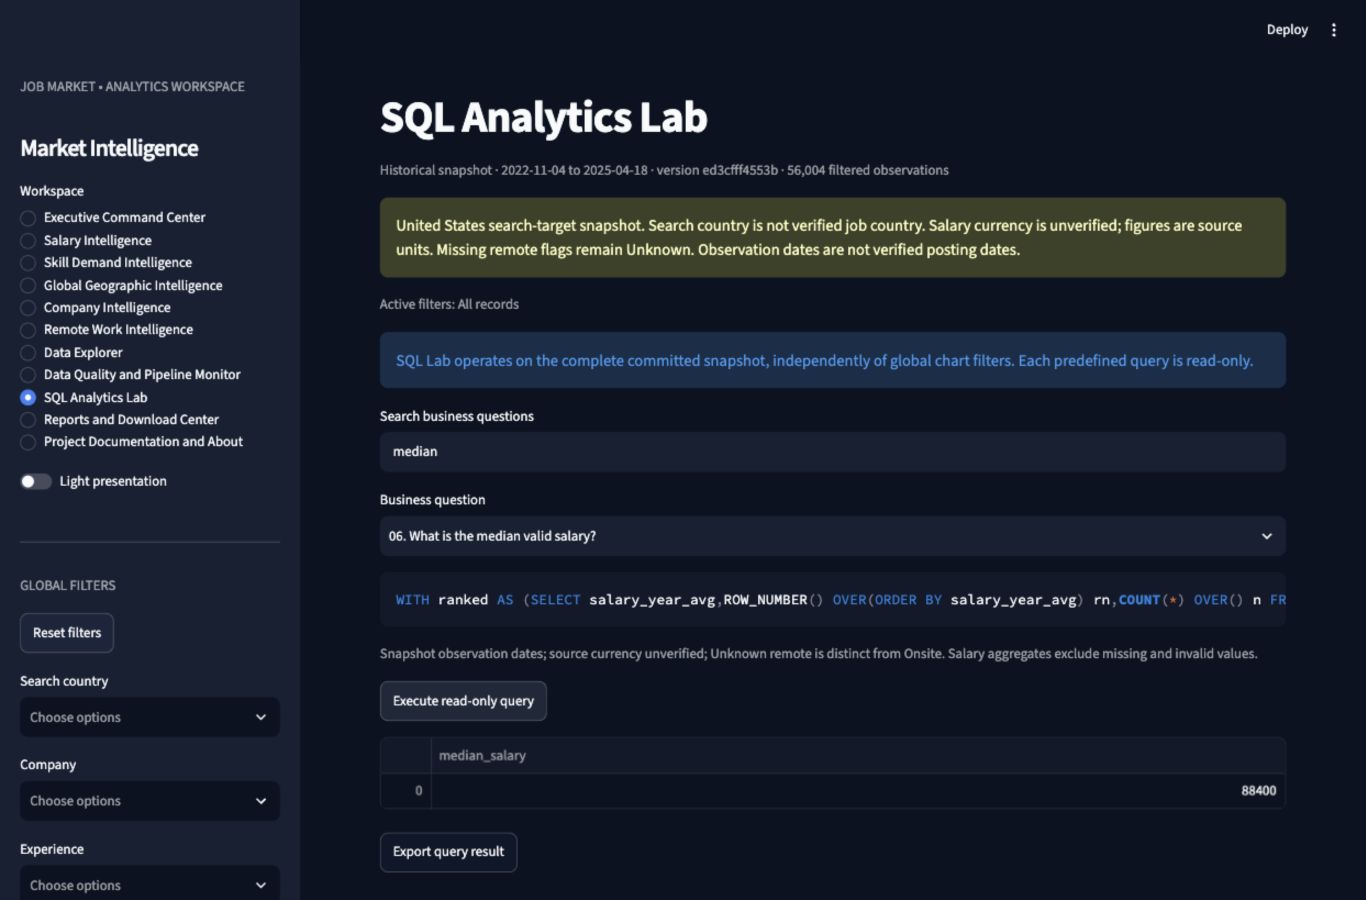 Deploy
JOB MARKET • ANALYTICS WORKSPACE
Market Intelligence
Workspace
Executive Command Center
Salary Intelligence
Skill Demand Intelligence
Global Geographic Intelligence
Company Intelligence
Remote Work Intelligence
Data Explorer
Data Quality and Pipeline Monitor
SQL Analytics Lab
Reports and Download Center
Project Documentation and About
Light presentation
GLOBAL FILTERS
Reset filters
Search country
Choose options
Company
Choose options
Experience
Choose options
SQL Analytics Lab
Historical snapshot · 2022-11-04 to 2025-04-18 · version ed3cfff4553b · 56,004 filtered observations
United States search-target snapshot. Search country is not verified job country. Salary currency is unverified; figures are source
units. Missing remote flags remain Unknown. Observation dates are not verified posting dates.
Active filters: All records
SQL Lab operates on the complete committed snapshot, independently of global chart filters. Each predefined query is read-only.
Search business questions
median
Business question
06. What is the median valid salary?
WITH ranked AS (SELECT salary_year_avg,ROW_NUMBER() OVER(ORDER BY salary_year_avg) rn,COUNT(*) OVER() n FR
Snapshot observation dates; source currency unverified; Unknown remote is distinct from Onsite. Salary aggregates exclude missing and invalid values.
Execute read-only query
median_salary
0 88400
Export query result